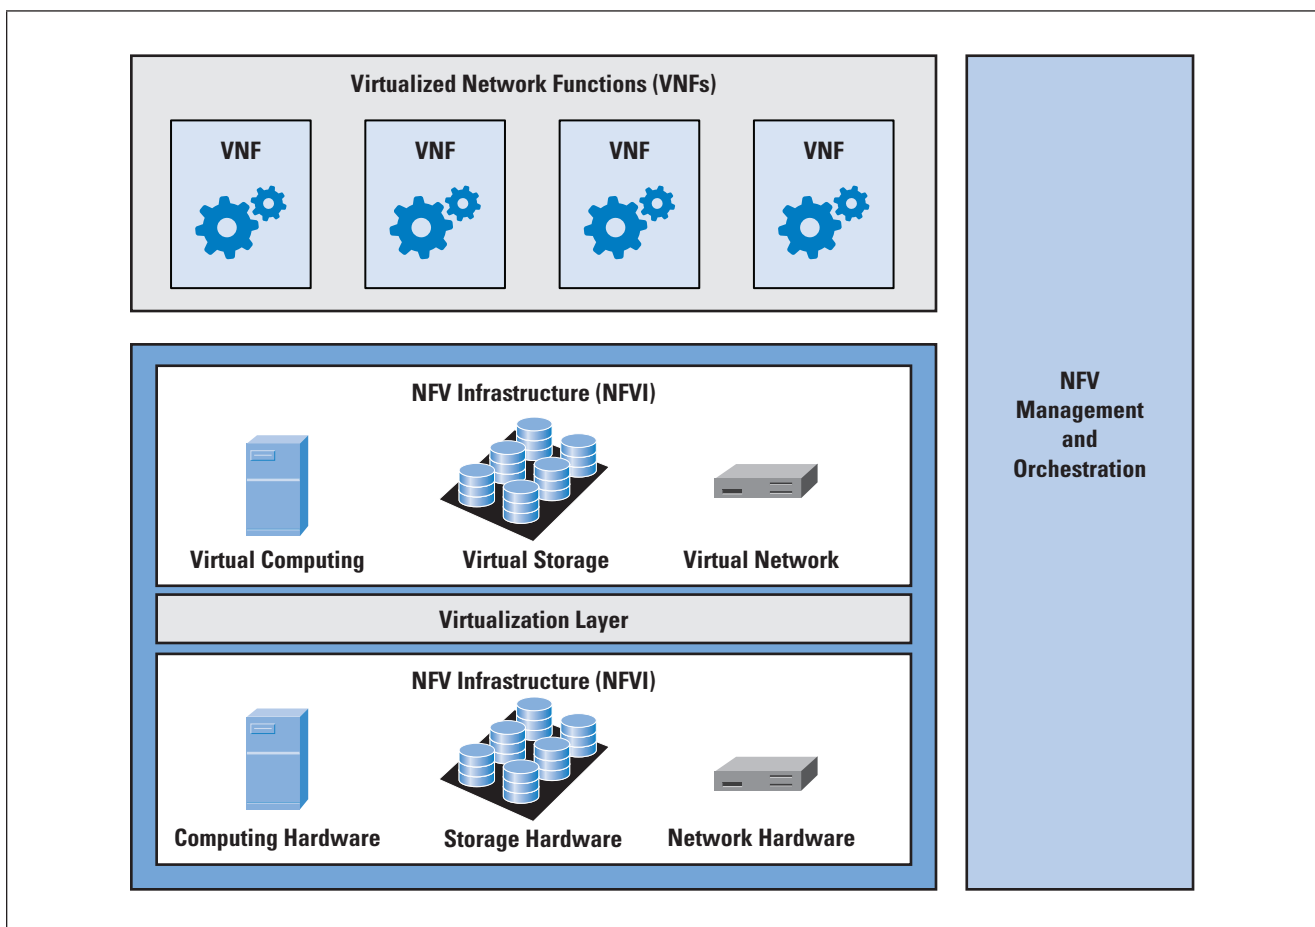 Virtualized Network Functions (VNFs)
VNF
VNF
VNF
VNF
NFV Infrastructure (NFVI)
Virtual Computing
Virtual Storage
Virtual Network
Virtualization Layer
NFV Infrastructure (NFVI)
Computing Hardware
Storage Hardware
Network Hardware
NFV
Management
and
Orchestration